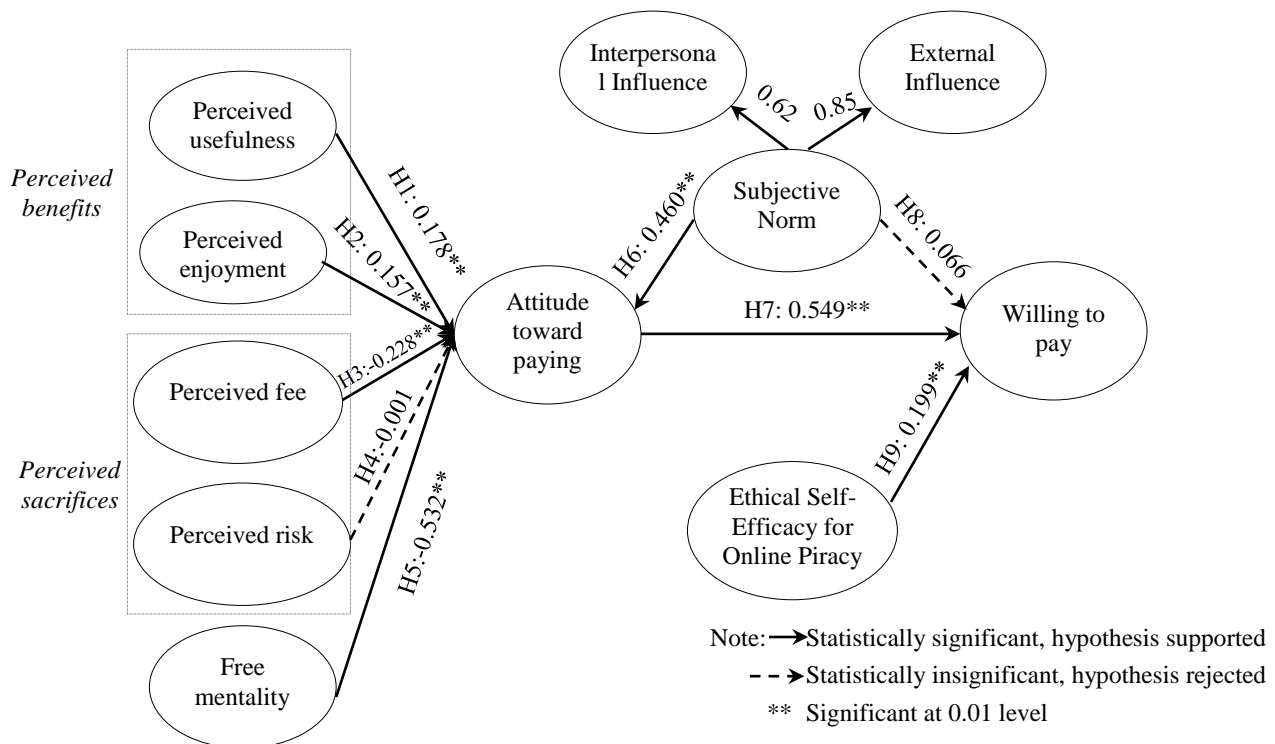 Interpersona
l Influence
External
Influence
0.62
0.85
Perceived
usefulness
Perceived
benefits
Perceived
enjoyment
H1: 0.178**
H2: 0.157**
Subjective
Norm
H6: 0.460**
H8: 0.066
Attitude
toward
paying
H7: 0.549**
Willing to
pay
Perceived fee
H3:-0.228**
Perceived
sacrifices
Perceived risk
H4:-0.001
H5:-0.532**
H9: 0.199**
Ethical Self-
Efficacy for
Online Piracy
Free
mentality
Note: Statistically significant, hypothesis supported
Statistically insignificant, hypothesis rejected
** Significant at 0.01 level